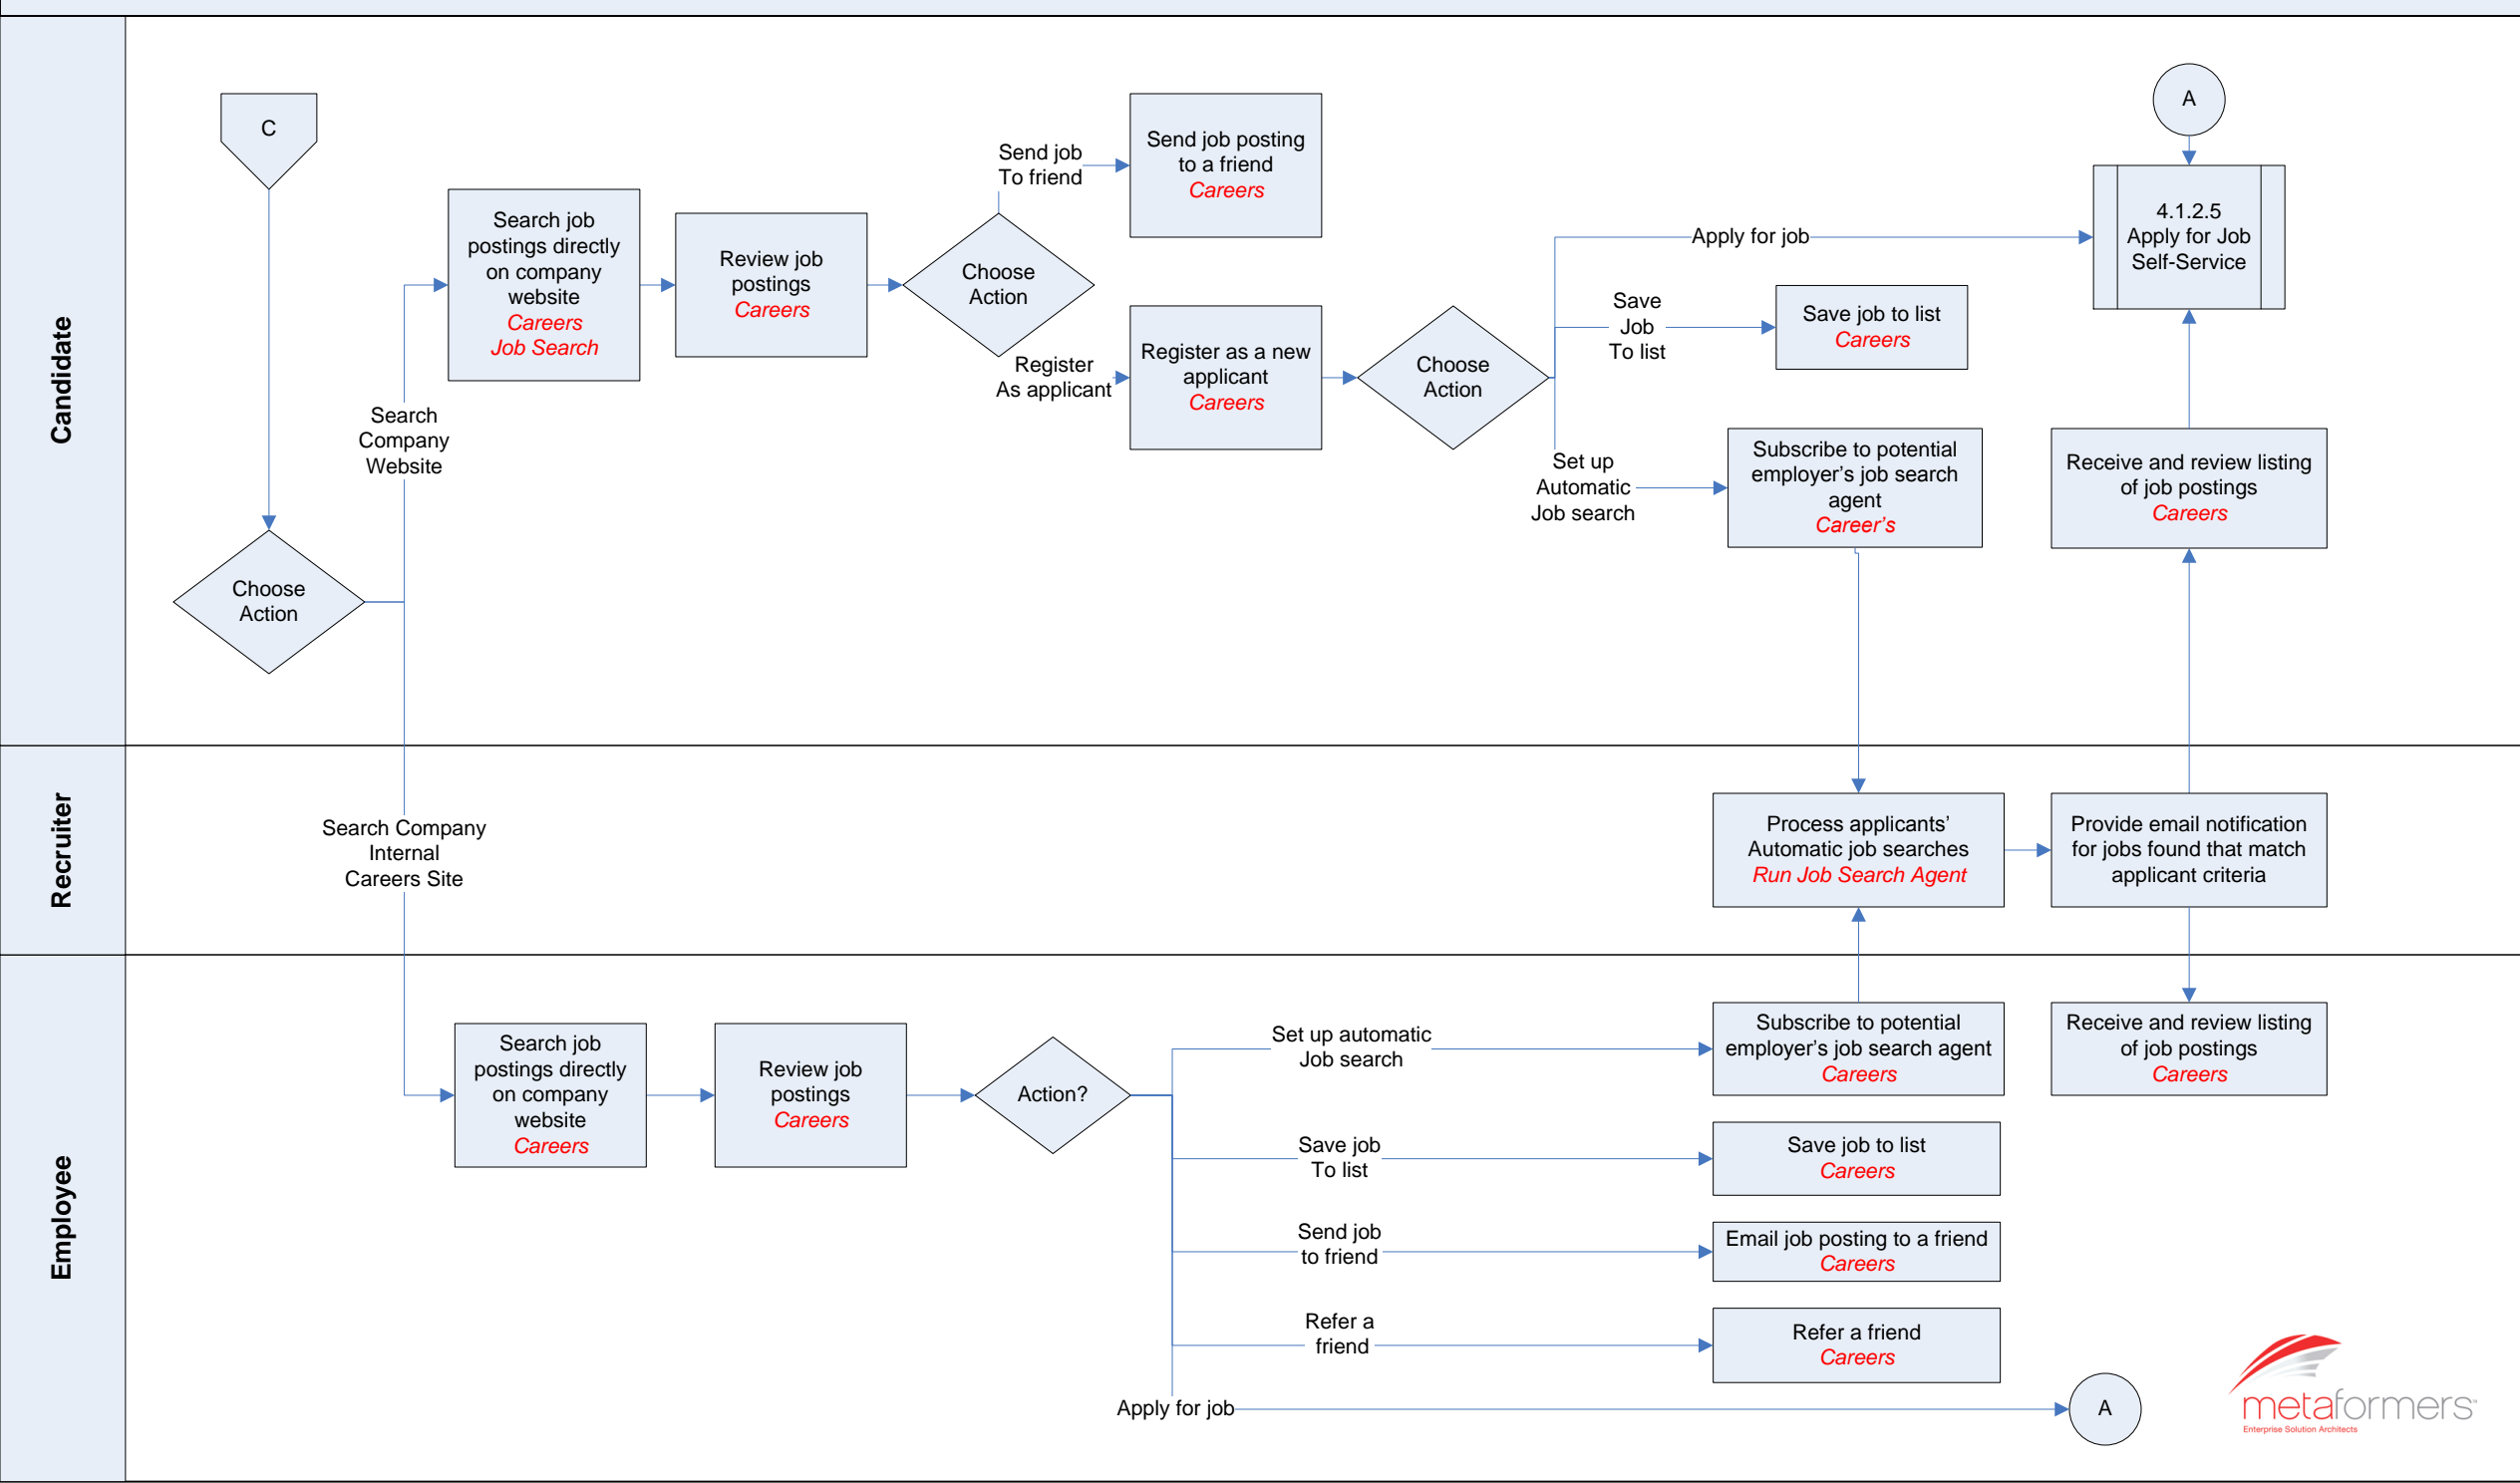 Candidate
C
Choose
Action
Search
Company
Website
Search job
postings directly
on company
website
Careers
Job Search
Review job
postings
Careers
Choose
Action
Send job
To friend
Send job posting
to a friend
Careers
Register
As applicant
Register as a new
applicant
Careers
Choose
Action
Apply for job
Save
Job
To list
Save job to list
Careers
Set up
Automatic
Job search
Subscribe to potential
employer’s job search
agent
Career’s
A
4.1.2.5
Apply for Job
Self-Service
Receive and review listing
of job postings
Careers
Recruiter
Search Company
Internal
Careers Site
Process applicants’
Automatic job searches
Run Job Search Agent
Provide email notification
for jobs found that match
applicant criteria
Employee
Search job
postings directly
on company
website
Careers
Review job
postings
Careers
Action?
Set up automatic
Job search
Subscribe to potential
employer’s job search agent
Careers
Receive and review listing
of job postings
Careers
Save job
To list
Save job to list
Careers
Send job
to friend
Email job posting to a friend
Careers
Refer a
friend
Refer a friend
Careers
Apply for job
A
metaformers™
Enterprise Solution Architects